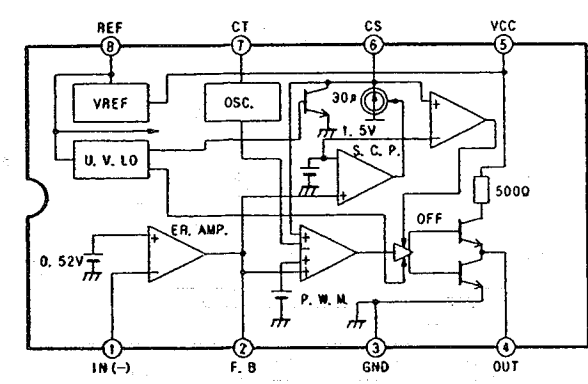 REF CT CS VCC
8 7 6 5
VREF
OSC.
30μ
1.5V
U. V. LO
S. C. P.
500Ω
ER. AMP.
OFF
0.52V
P. W. M.
1 2 3 4
IN(-) F.B GND OUT